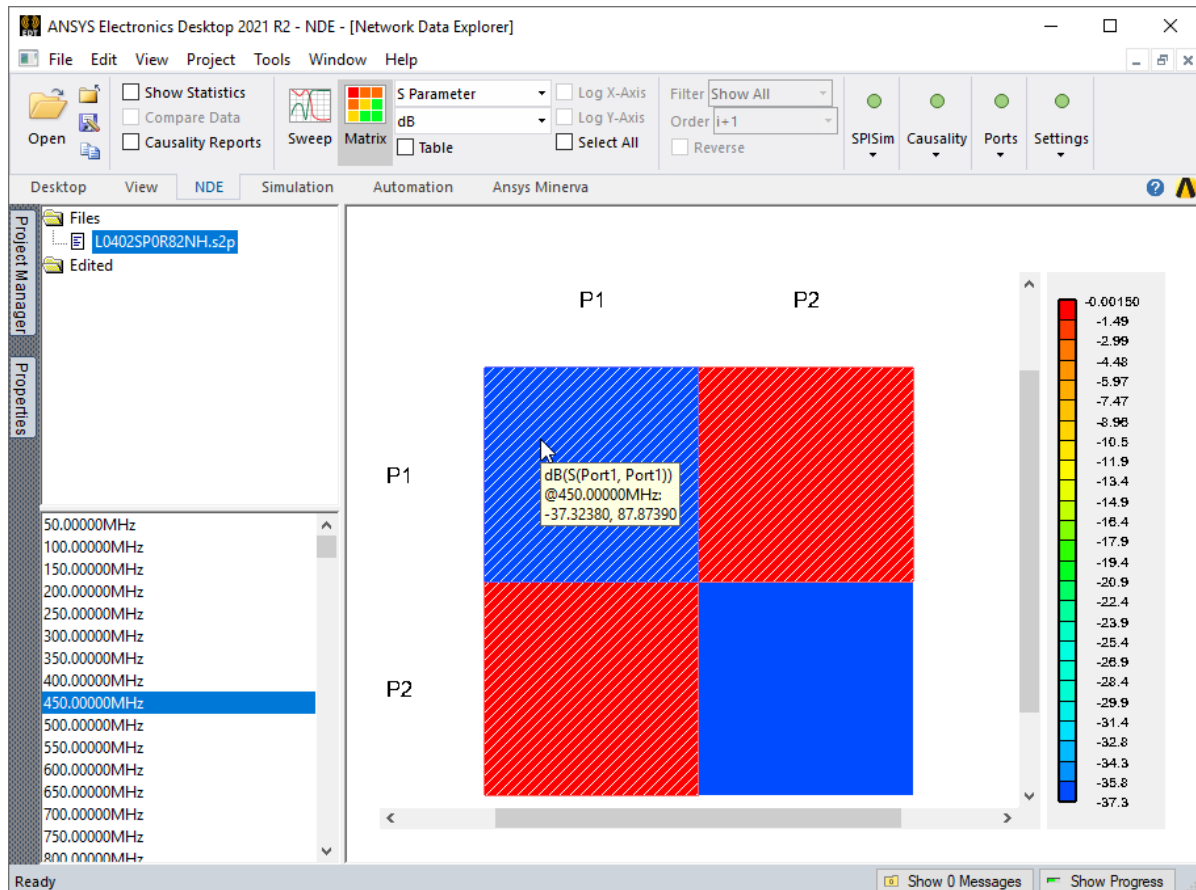 ANSYS Electronics Desktop 2021 R2 - NDE - [Network Data Explorer]
File Edit View Project Tools Window Help
Open
Show Statistics
Compare Data
Causality Reports
Sweep
Matrix
S Parameter
dB
Table
Log X-Axis
Log Y-Axis
Select All
Filter Show All
Order i+1
Reverse
SPISim
Causality
Ports
Settings
Desktop View NDE Simulation Automation Ansys Minerva
Project Manager
Properties
Files
L0402SP0R82NH.s2p
Edited
50.00000MHz
100.00000MHz
150.00000MHz
200.00000MHz
250.00000MHz
300.00000MHz
350.00000MHz
400.00000MHz
450.00000MHz
500.00000MHz
550.00000MHz
600.00000MHz
650.00000MHz
700.00000MHz
750.00000MHz
800.00000MHz
P1 P2
P1
dB(S(Port1, Port1))
@450.00000MHz:
-37.32380, 87.87390
P2
-0.00150
-1.49
-2.99
-4.48
-5.97
-7.47
-8.96
-10.5
-11.9
-13.4
-14.9
-16.4
-17.9
-19.4
-20.9
-22.4
-23.9
-25.4
-26.9
-28.4
-29.9
-31.4
-32.8
-34.3
-35.8
-37.3
Ready
Show 0 Messages
Show Progress